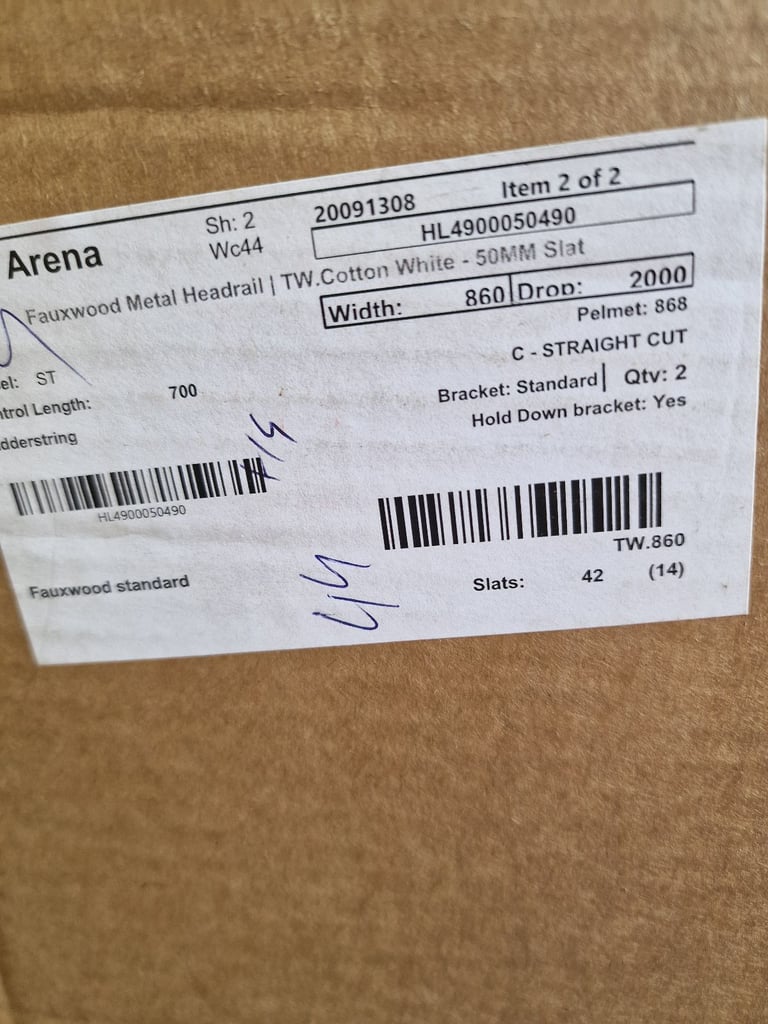 Arena
Sh: 2
Wc44
20091308
Item 2 of 2
HL4900050490
Fauxwood Metal Headrail | TW.Cotton White - 50MM Slat
Width: 860 Drop: 2000
Pelmet: 868
C - STRAIGHT CUT
el: ST
ntrol Length: 700
Bracket: Standard Qty: 2
Hold Down bracket: Yes
dderstring
HL4900050490
TW.860
Fauxwood standard
Slats: 42 (14)